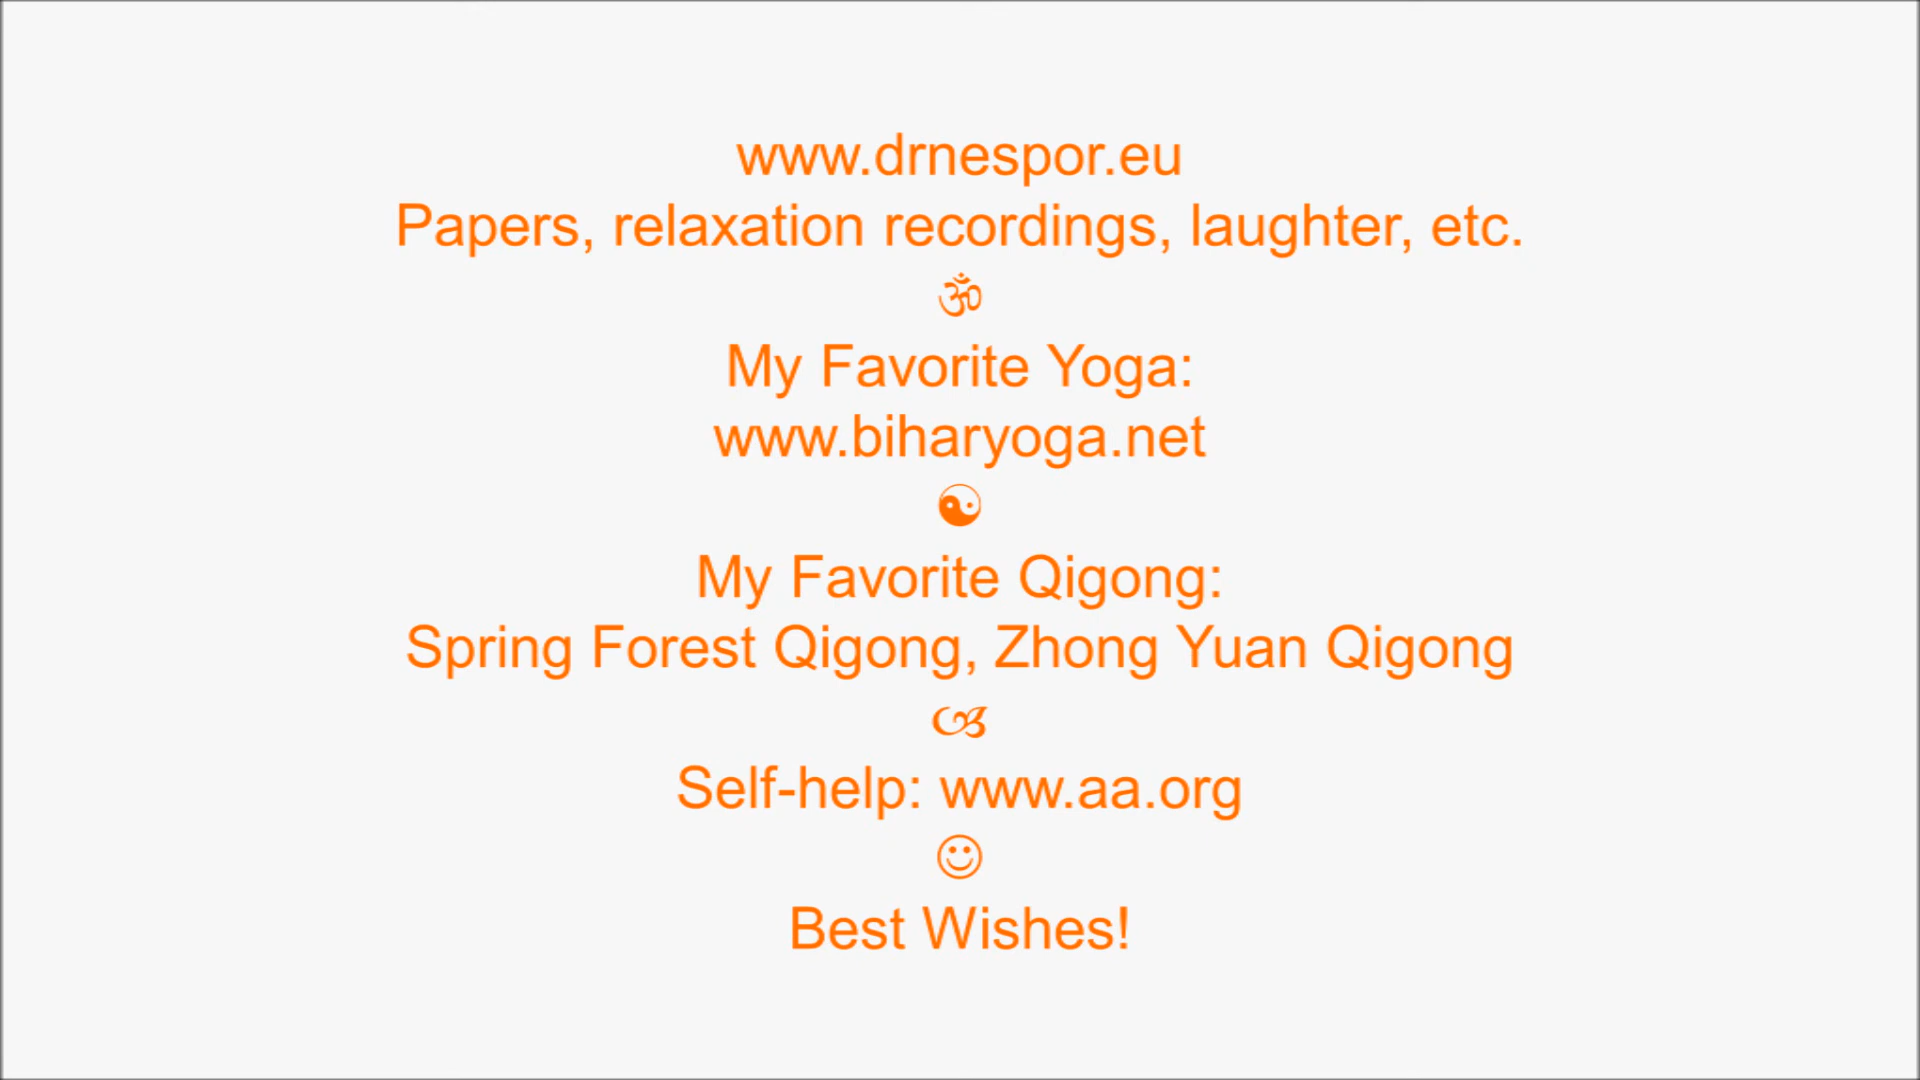 www.drnespor.eu
Papers, relaxation recordings, laughter, etc.
ॐ
My Favorite Yoga:
www.biharyoga.net
☯
My Favorite Qigong:
Spring Forest Qigong, Zhong Yuan Qigong
Self-help: www.aa.org
☺
Best Wishes!